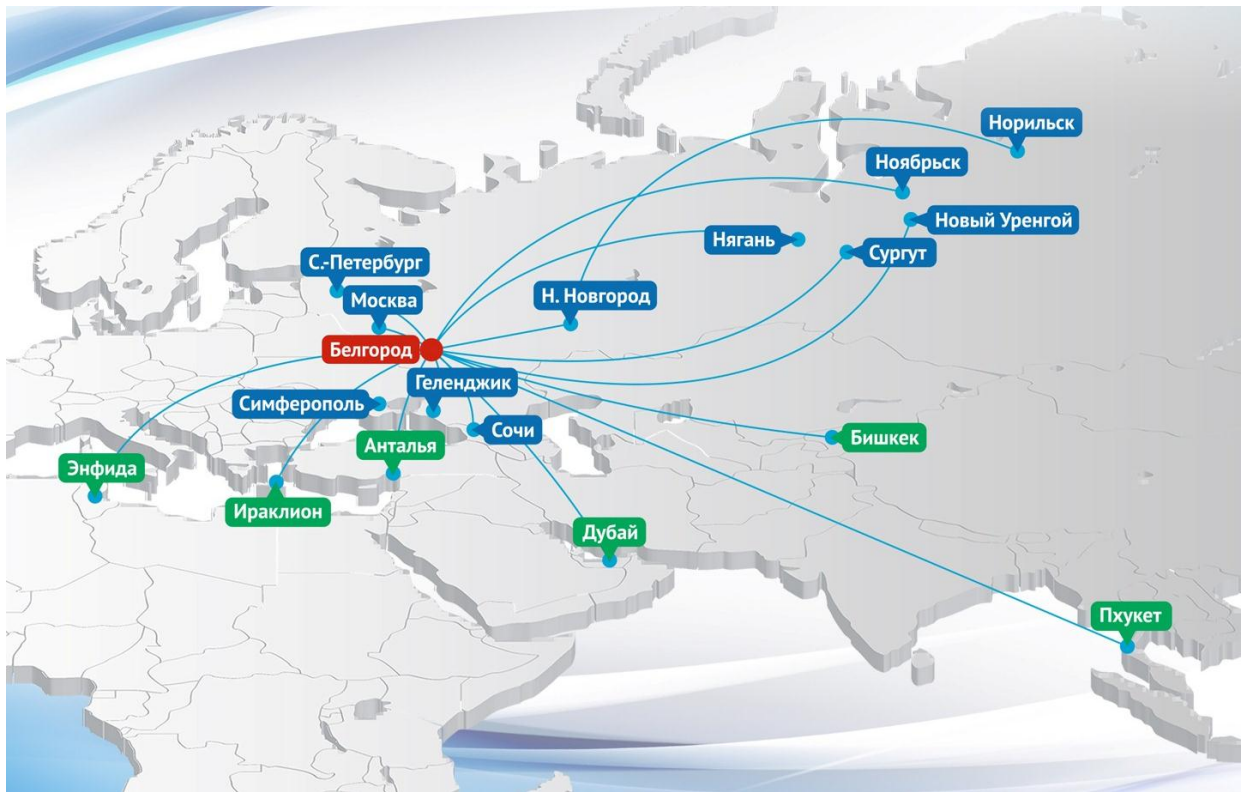 Норильск
Ноябрьск
Новый Уренгой
Нягань
Сургут
С.-Петербург
Москва
Н. Новгород
Белгород
Геленджик
Симферополь
Сочи
Анталья
Бишкек
Энфида
Ираклион
Дубай
Пхукет